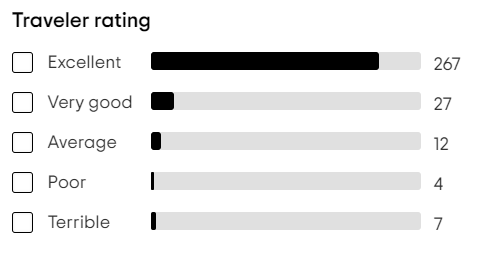 Traveler rating
Excellent 267
Very good 27
Average 12
Poor 4
Terrible 7